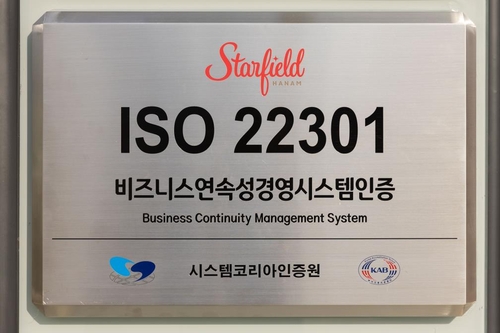 Starfield
HANAM
ISO 22301
비즈니스연속성경영시스템인증
Business Continuity Management System
시스템코리아인증원
KAB